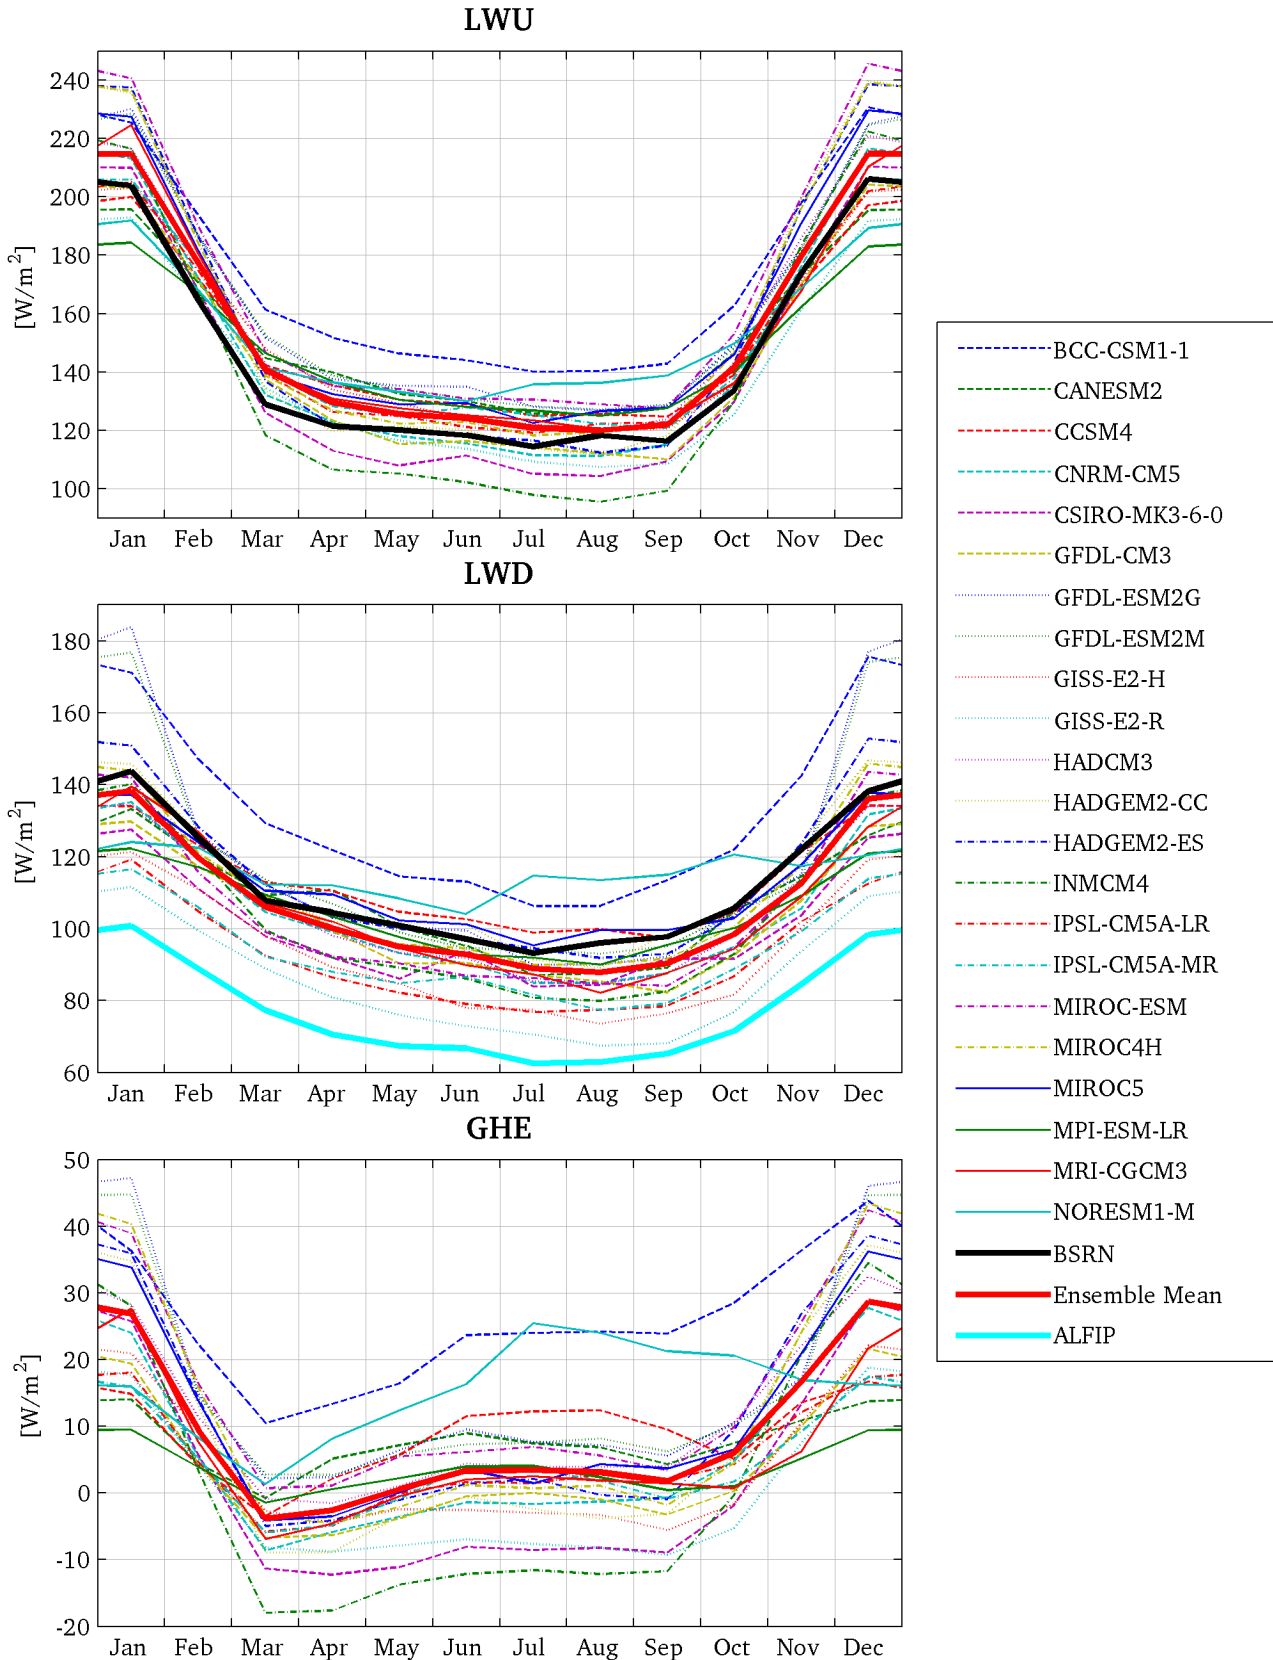 LWU
[W/m²]
240
220
200
180
160
140
120
100
Jan Feb Mar Apr May Jun Jul Aug Sep Oct Nov Dec
LWD
[W/m²]
180
160
140
120
100
80
60
Jan Feb Mar Apr May Jun Jul Aug Sep Oct Nov Dec
GHE
[W/m²]
50
40
30
20
10
0
-10
-20
Jan Feb Mar Apr May Jun Jul Aug Sep Oct Nov Dec
BCC-CSM1-1
CANESM2
CCSM4
CNRM-CM5
CSIRO-MK3-6-0
GFDL-CM3
GFDL-ESM2G
GFDL-ESM2M
GISS-E2-H
GISS-E2-R
HADCM3
HADGEM2-CC
HADGEM2-ES
INMCM4
IPSL-CM5A-LR
IPSL-CM5A-MR
MIROC-ESM
MIROC4H
MIROC5
MPI-ESM-LR
MRI-CGCM3
NORESM1-M
BSRN
Ensemble Mean
ALFIP